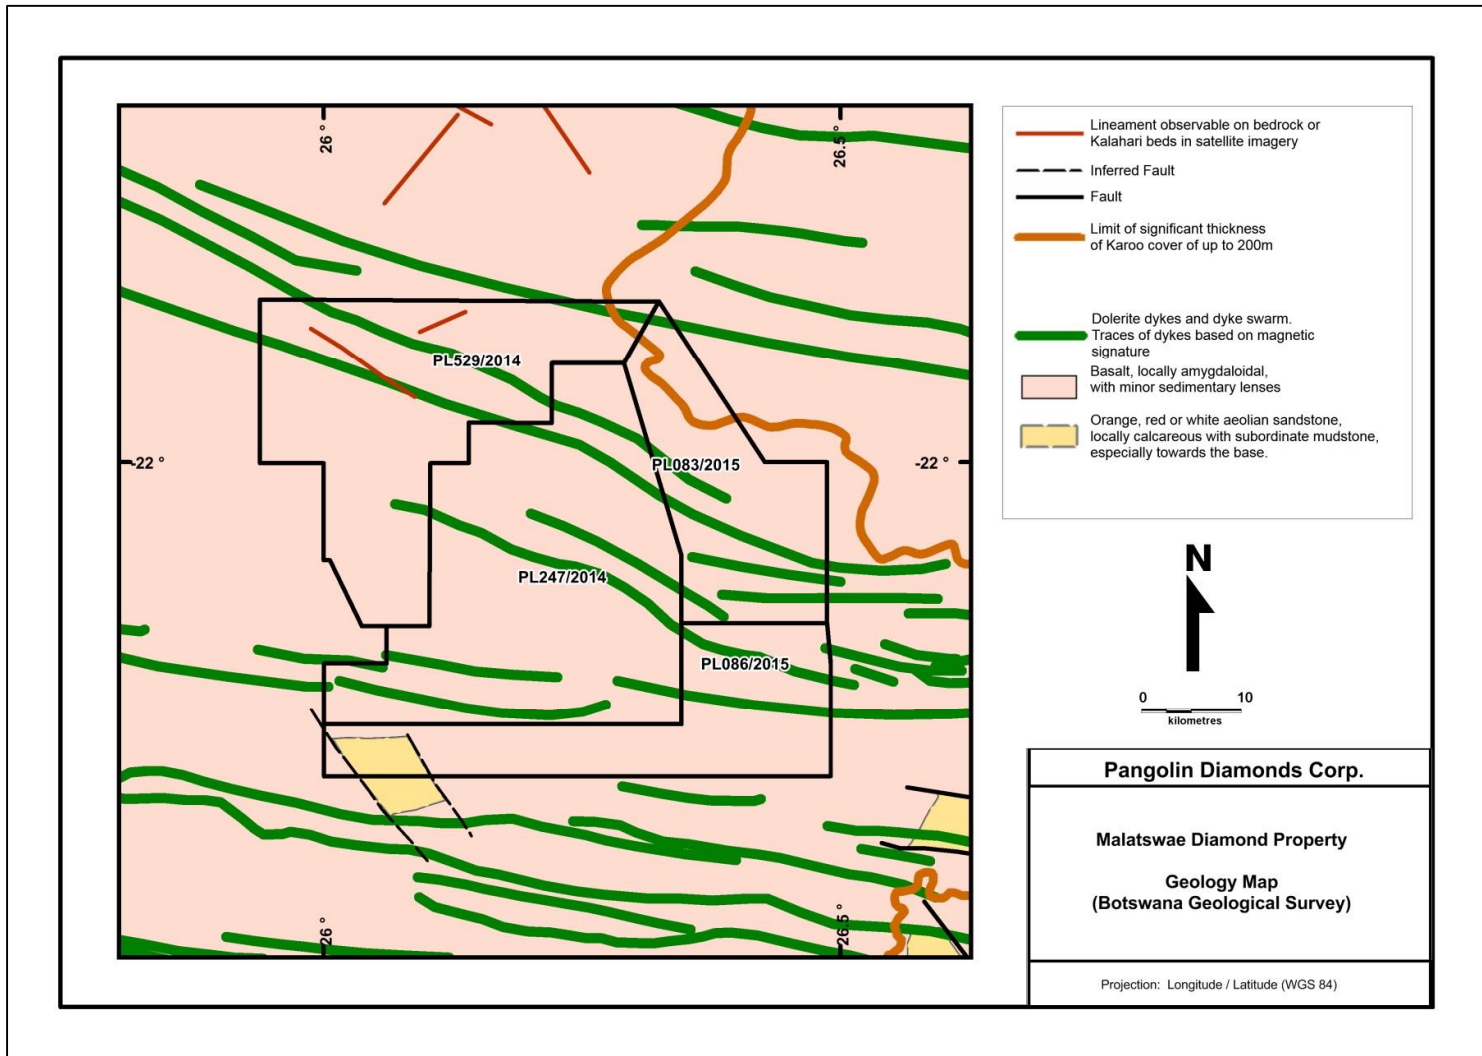 26 °
26.5 °
PL529/2014
-22 °
PL083/2015
-22 °
PL247/2014
PL086/2015
26 °
26.5 °
Lineament observable on bedrock or
Kalahari beds in satellite imagery
Inferred Fault
Fault
Limit of significant thickness
of Karoo cover of up to 200m
Dolerite dykes and dyke swarm.
Traces of dykes based on magnetic
signature
Basalt, locally amygdaloidal,
with minor sedimentary lenses
Orange, red or white aeolian sandstone,
locally calcareous with subordinate mudstone,
especially towards the base.
N
0 10
kilometres
Pangolin Diamonds Corp.
Malatswae Diamond Property
Geology Map
(Botswana Geological Survey)
Projection: Longitude / Latitude (WGS 84)